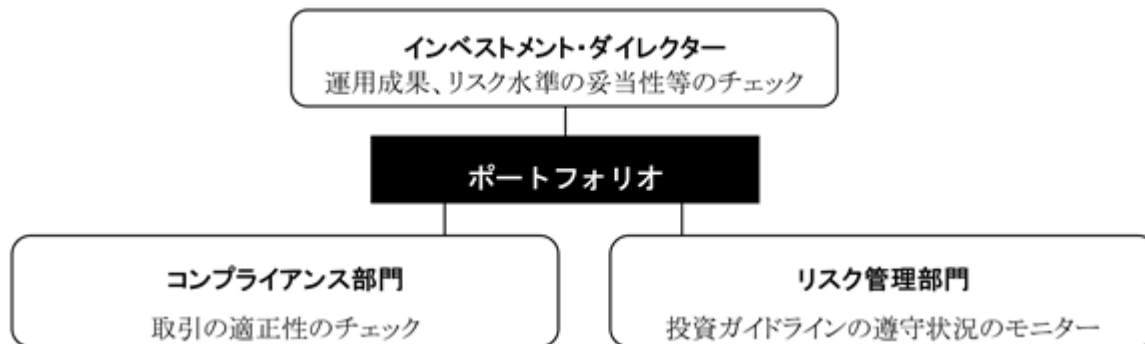 インベストメント・ダイレクター
運用成果、リスク水準の妥当性等のチェック
ポートフォリオ
コンプライアンス部門
取引の適正性のチェック
リスク管理部門
投資ガイドラインの遵守状況のモニター